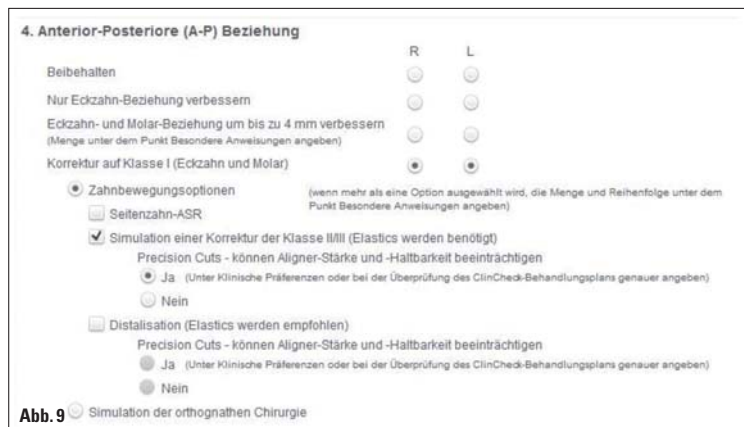 4. Anterior-Posteriore (A-P) Beziehung
R L
Beibehalten
Nur Eckzahn-Beziehung verbessern
Eckzahn- und Molar-Beziehung um bis zu 4 mm verbessern
(Menge unter dem Punkt Besondere Anweisungen angeben)
Korrektur auf Klasse I (Eckzahn und Molar)
Zahnbewegungsoptionen (wenn mehr als eine Option ausgewählt wird, die Menge und Reihenfolge unter dem
Punkt Besondere Anweisungen angeben)
Seitenzahn-ASR
Simulation einer Korrektur der Klasse II/III (Elastics werden benötigt)
Precision Cuts - können Aligner-Stärke und -Haltbarkeit beeinträchtigen
Ja (Unter Klinische Präferenzen oder bei der Überprüfung des ClinCheck-Behandlungsplans genauer angeben)
Nein
Distalisation (Elastics werden empfohlen)
Precision Cuts - können Aligner-Stärke und -Haltbarkeit beeinträchtigen
Ja (Unter Klinische Präferenzen oder bei der Überprüfung des ClinCheck-Behandlungsplans genauer angeben)
Nein
Abb. 9 Simulation der orthognathen Chirurgie